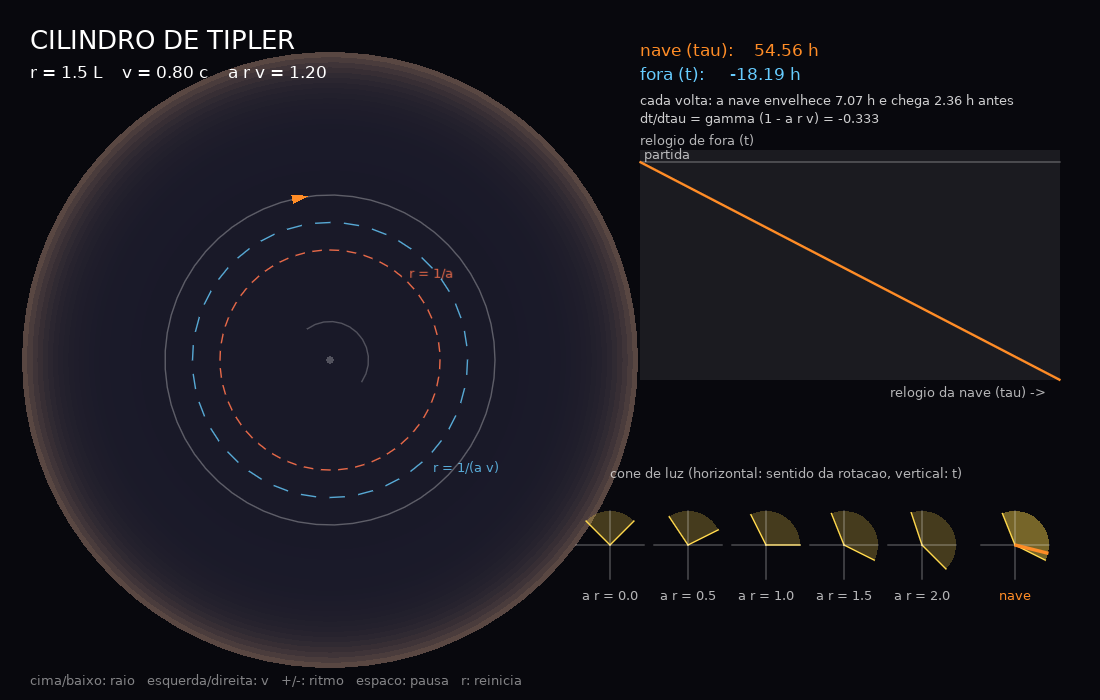 CILINDRO DE TIPLER
r = 1.5 L    v = 0.80 c    a r v = 1.20
nave (tau):    54.56 h
fora (t):    -18.19 h
cada volta: a nave envelhece 7.07 h e chega 2.36 h antes
dt/dtau = gamma (1 - a r v) = -0.333
relogio de fora (t)
partida
relogio da nave (tau) ->
r = 1/a
r = 1/(a v)
cone de luz (horizontal: sentido da rotacao, vertical: t)
a r = 0.0    a r = 0.5    a r = 1.0    a r = 1.5    a r = 2.0    nave
cima/baixo: raio   esquerda/direita: v   +/-: ritmo   espaco: pausa   r: reinicia